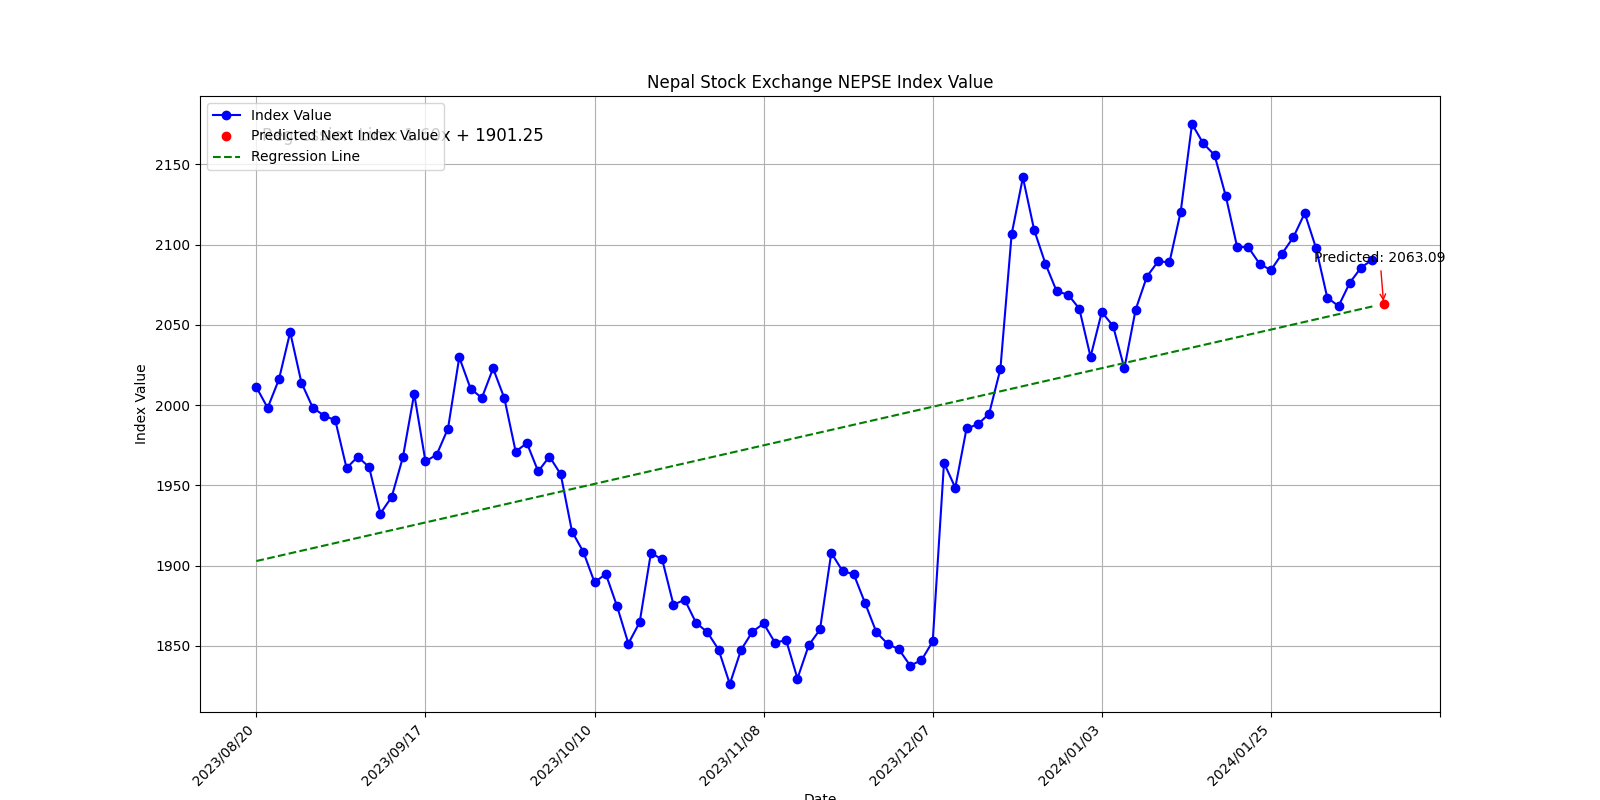 Nepal Stock Exchange NEPSE Index Value
Index Value
Predicted Next Index Value
x + 1901.25
Regression Line
2150
2100
2050
2000
1950
1900
1850
Index Value
Predicted: 2063.09
2023/08/20
2023/09/17
2023/10/10
2023/11/08
2023/12/07
2024/01/03
2024/01/25
Date